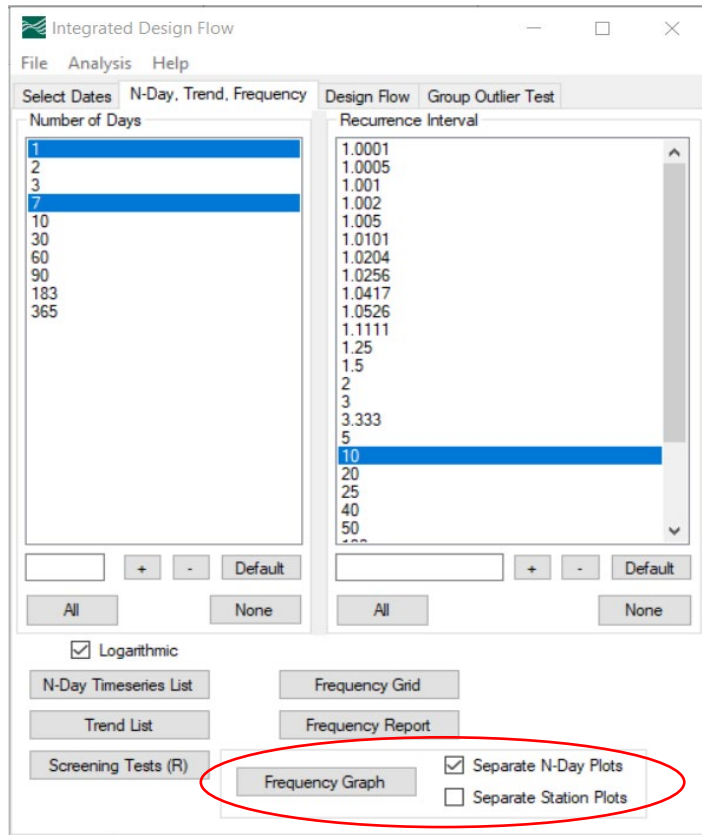 Integrated Design Flow
File Analysis Help
Select Dates N-Day, Trend, Frequency Design Flow Group Outlier Test
Number of Days
1
2
3
7
10
30
60
90
183
365
+ - Default
All None
Recurrence Interval
1.0001
1.0005
1.001
1.002
1.005
1.0101
1.0204
1.0256
1.0417
1.0526
1.1111
1.25
1.5
2
3
3.333
5
10
20
25
40
50
+ - Default
All None
Logarithmic
N-Day Timeseries List Frequency Grid
Trend List Frequency Report
Screening Tests (R)
Frequency Graph
Separate N-Day Plots
Separate Station Plots